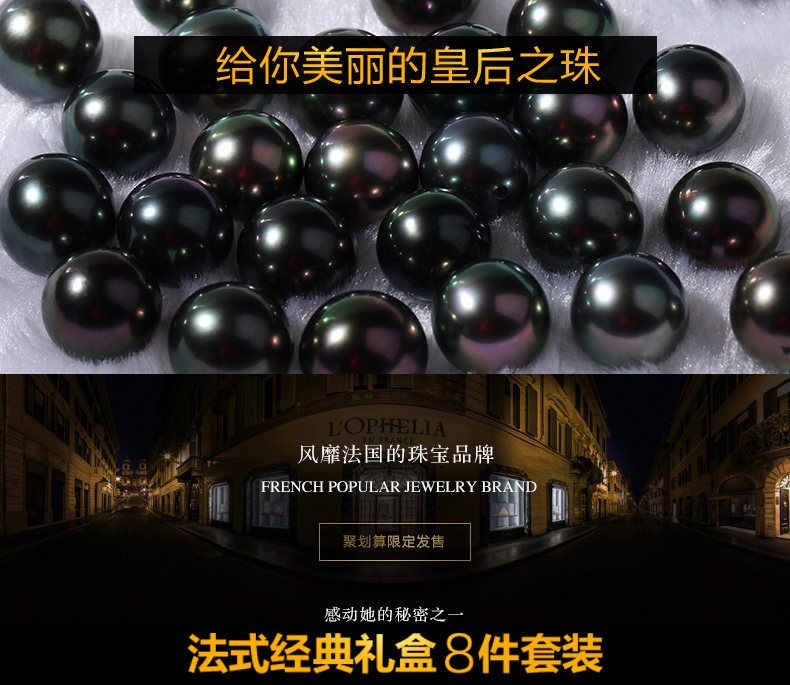 给你美丽的皇后之珠
L'OPHELIA
EN FRANCE
风靡法国的珠宝品牌
FRENCH POPULAR JEWELRY BRAND
聚划算限定发售
感动她的秘密之一
法式经典礼盒8件套装